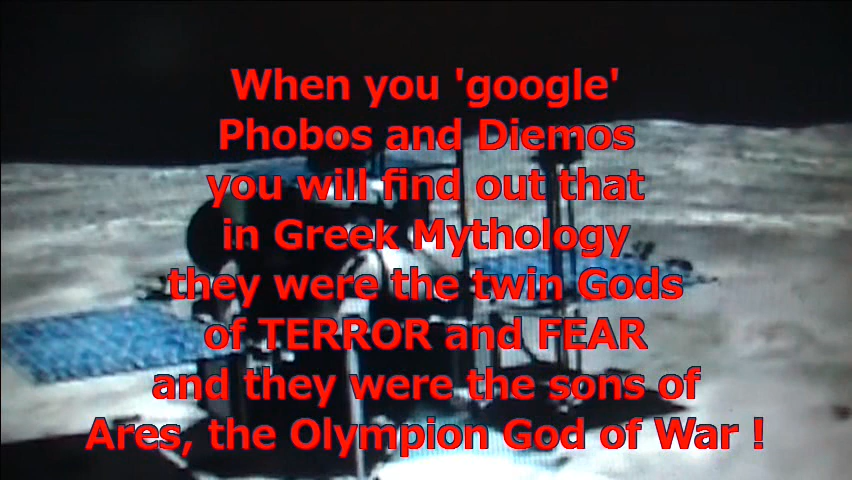 When you 'google'
Phobos and Diemos
you will find out that
in Greek Mythology
they were the twin Gods
of TERROR and FEAR
and they were the sons of
Ares, the Olympion God of War !